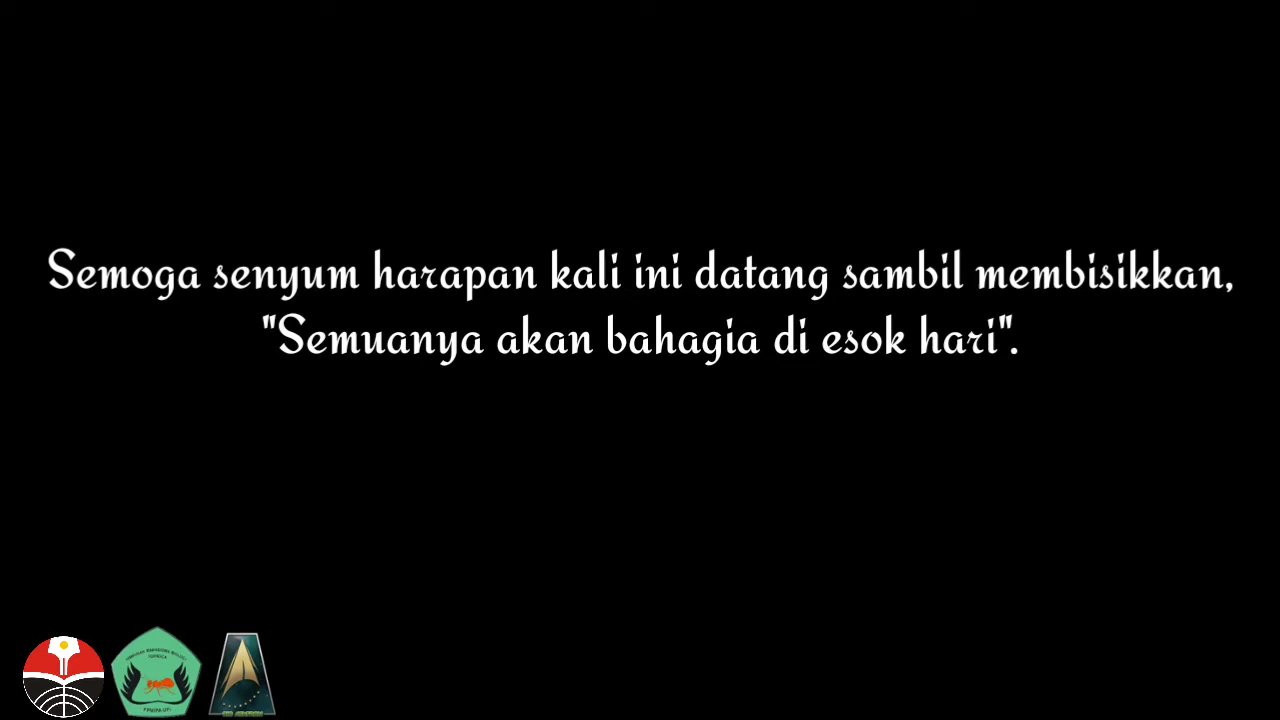 Semoga senyum harapan kali ini datang sambil membisikkan,
"Semuanya akan bahagia di esok hari".